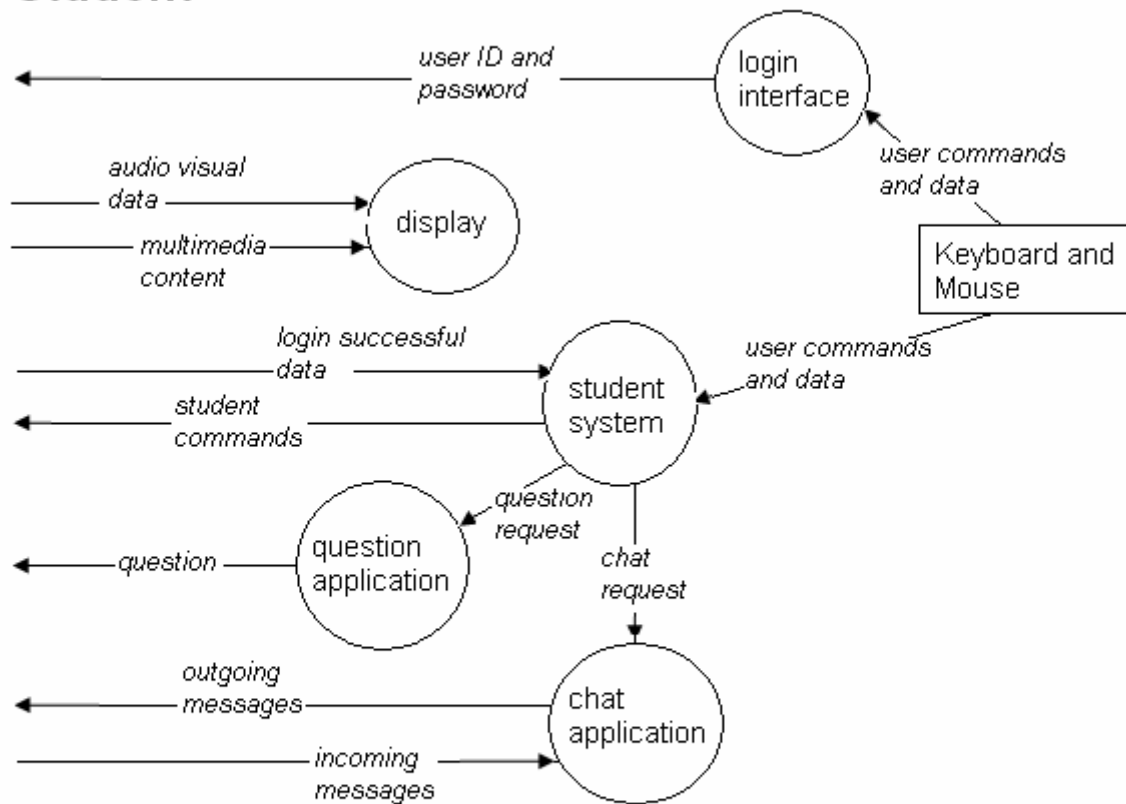 user ID and
password
login
interface
user commands
and data
audio visual
data
display
multimedia
content
Keyboard and
Mouse
login successful
data
user commands
and data
student
system
student
commands
question
request
question
application
question
chat
request
outgoing
messages
chat
application
incoming
messages